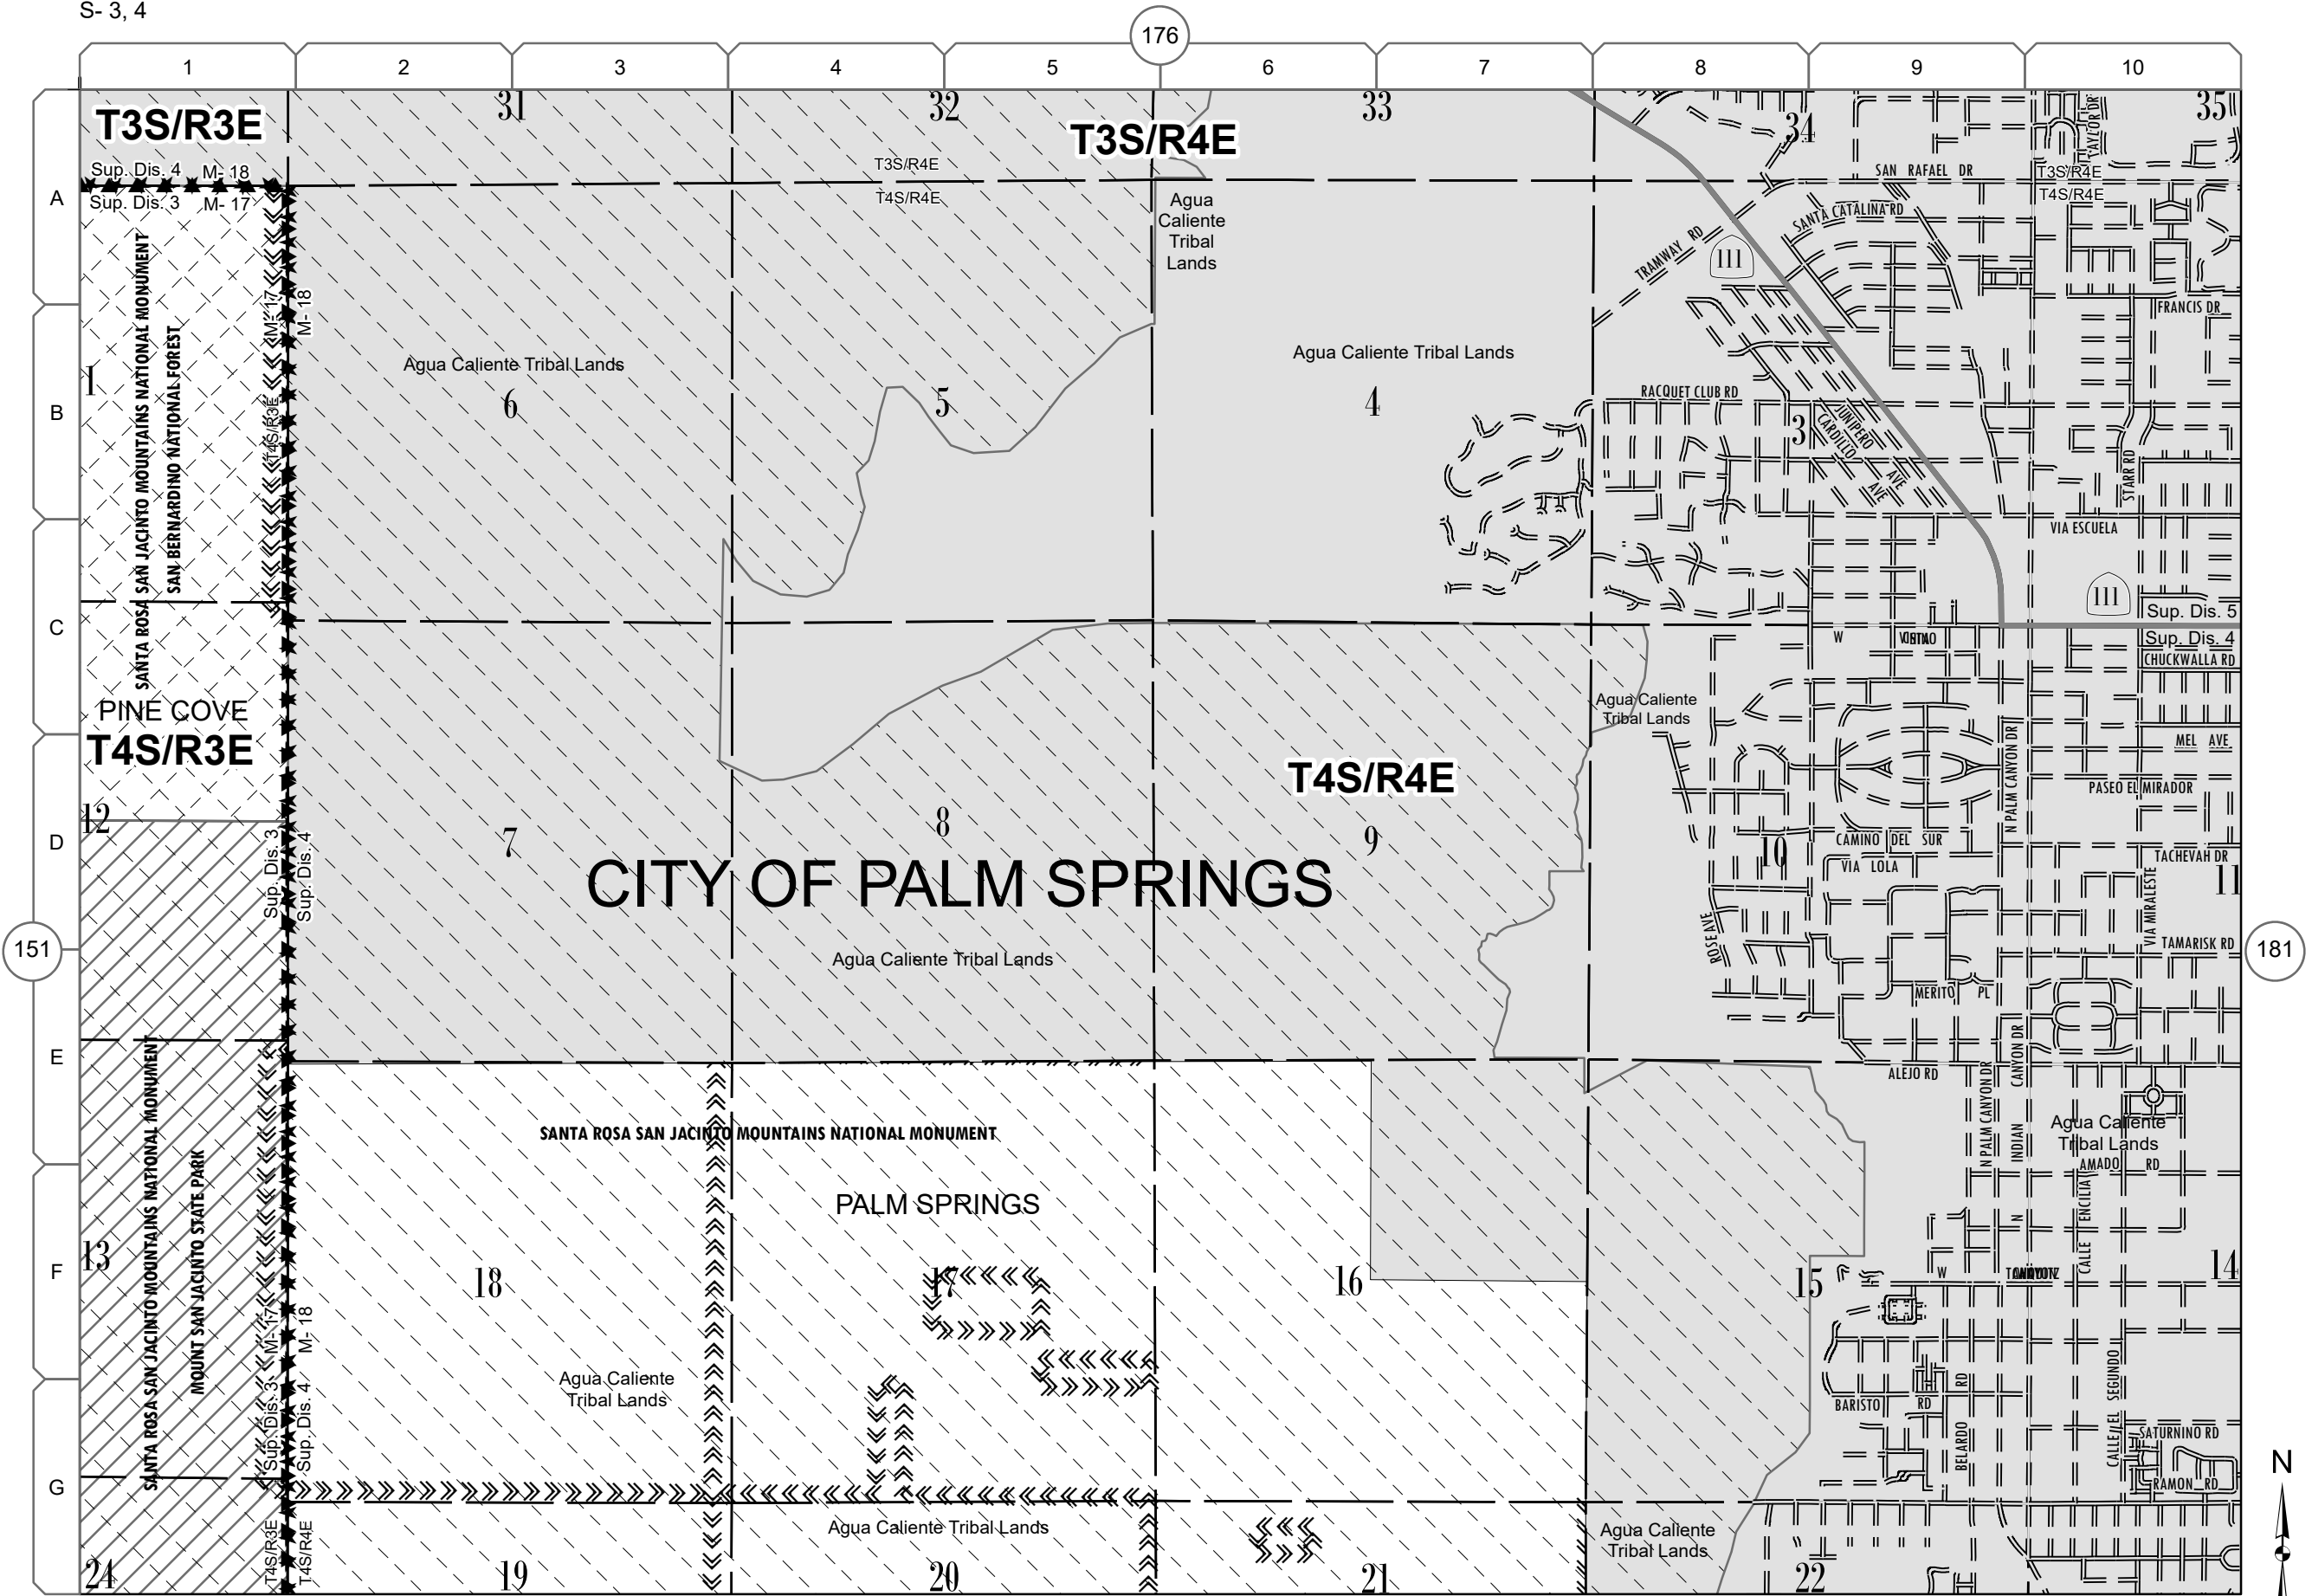 S- 3, 4
176
1 2 3 4 5 6 7 8 9 10
31 32 33 34 35
T3S/R3E
T3S/R4E
Sup. Dis. 4 M- 18
Sup. Dis. 3 M- 17
T3S/R4E
T4S/R4E
SAN RAFAEL DR
TAYLOR DR
T3S/R4E
T4S/R4E
A
Agua
Caliente
Tribal
Lands
SANTA CATALINA RD
TRAMWAY RD
111
FRANCIS DR
M- 17
M- 18
SANTA ROSA SAN JACINTO MOUNTAINS NATIONAL MONUMENT
SAN BERNARDINO NATIONAL FOREST
Agua Caliente Tribal Lands
Agua Caliente Tribal Lands
1
6
5
4
3
B
T4S/R3E
RACQUET CLUB RD
JUNIPERO AVE
CARDILLO AVE
STARR RD
VIA ESCUELA
111
Sup. Dis. 5
Sup. Dis. 4
C
W
CHUCKWALLA RD
PINE COVE
T4S/R3E
Agua Caliente
Tribal Lands
N PALM CANYON DR
MEL AVE
T4S/R4E
PASEO EL MIRADOR
12
7
8
9
10
11
D
Sup. Dis. 3
Sup. Dis. 4
CITY OF PALM SPRINGS
CAMINO DEL SUR
VIA LOLA
TACHEVAH DR
VIA MIRALESTE
ROSE AVE
151
181
Agua Caliente Tribal Lands
TAMARISK RD
MERITO PL
E
ALEJO RD
N PALM CANYON DR
N INDIAN CANYON DR
Agua Caliente
Tribal Lands
SANTA ROSA SAN JACINTO MOUNTAINS NATIONAL MONUMENT
SANTA ROSA SAN JACINTO MOUNTAINS NATIONAL MONUMENT
MOUNT SAN JACINTO STATE PARK
AMADO RD
PALM SPRINGS
CALLE ENCILIA
13
18
17
16
15
14
F
W
M- 17
M- 18
Agua Caliente
Tribal Lands
Sup. Dis. 3
Sup. Dis. 4
BARISTO RD
BELARDO RD
CALLE EL SEGUNDO
SATURNINO RD
RAMON RD
G
N
Agua Caliente Tribal Lands
Agua Caliente
Tribal Lands
T4S/R3E
T4S/R4E
24
19
20
21
22